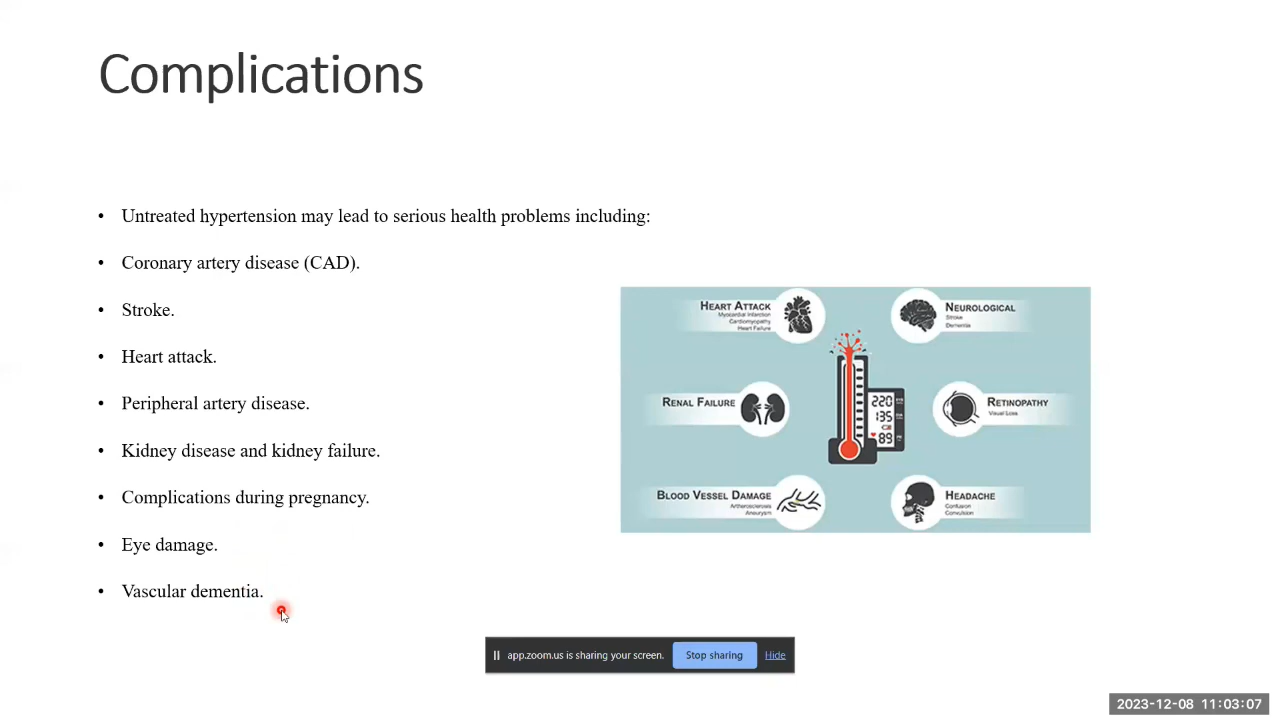 Complications
• Untreated hypertension may lead to serious health problems including:
• Coronary artery disease (CAD).
• Stroke.
• Heart attack.
• Peripheral artery disease.
• Kidney disease and kidney failure.
• Complications during pregnancy.
• Eye damage.
• Vascular dementia.
HEART ATTACK
Myocardial Infarction
Cardiomyopathy
Heart Failure
NEUROLOGICAL
Stroke
Dementia
RENAL FAILURE
220
135
89
RETINOPATHY
Visual Loss
BLOOD VESSEL DAMAGE
Artherosclerosis
Aneurysm
HEADACHE
Confusion
Convulsion
app.zoom.us is sharing your screen. Stop sharing Hide
2023-12-08 11:03:07